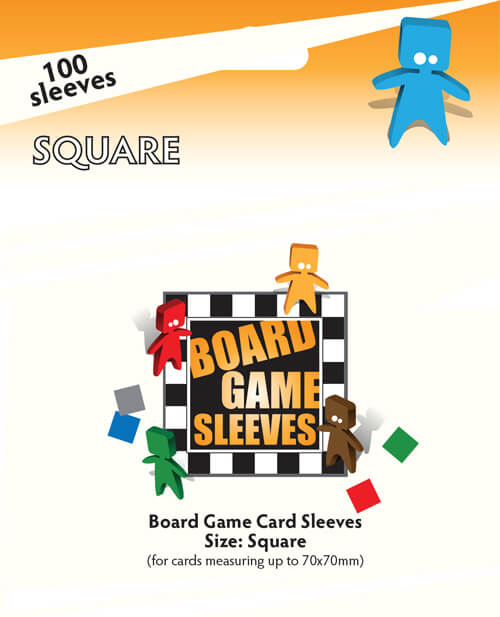 100
sleeves
SQUARE
BOARD
GAME
SLEEVES
Board Game Card Sleeves
Size: Square
(for cards measuring up to 70x70mm)